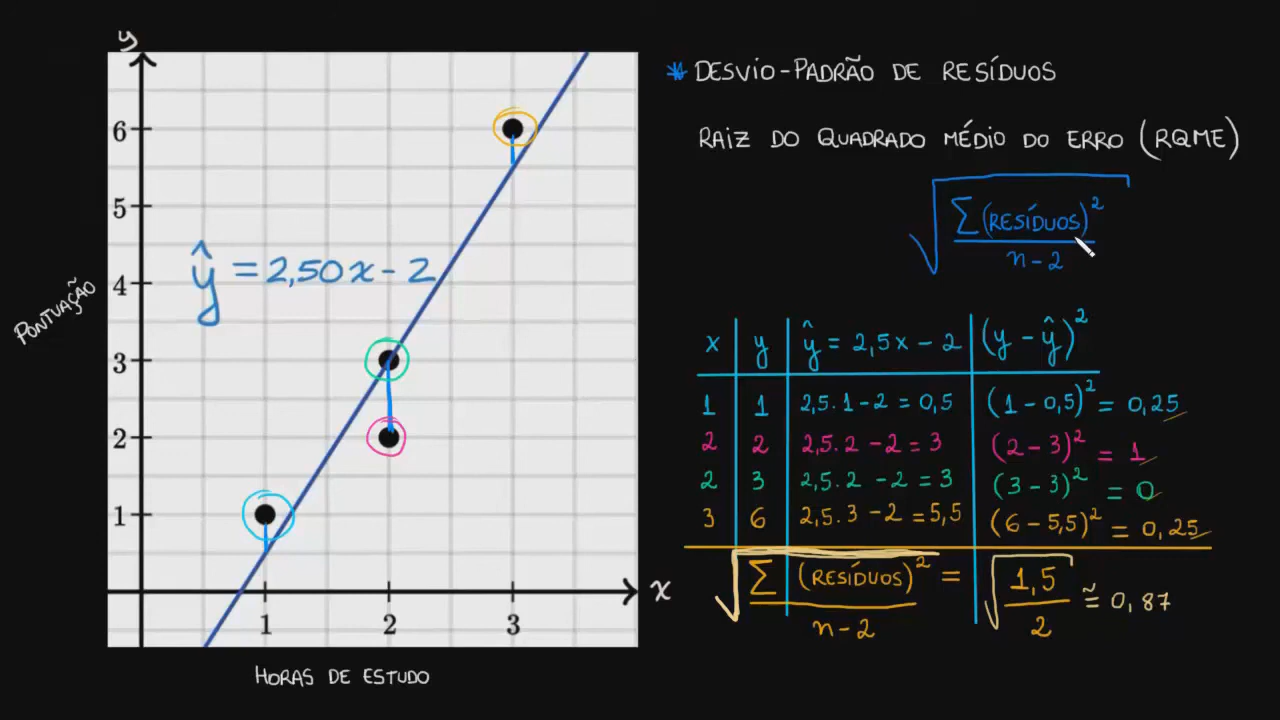 y
6
5
4
3
2
1
1 2 3
x
PONTUAÇÃO
HORAS DE ESTUDO
ŷ = 2,50x - 2
* DESVIO-PADRÃO DE RESÍDUOS
RAIZ DO QUADRADO MÉDIO DO ERRO (RQME)
√(∑(RESÍDUOS)² / n-2)
x | y | ŷ = 2,5x - 2 | (y - ŷ)²
1 | 1 | 2,5.1 - 2 = 0,5 | (1 - 0,5)² = 0,25
2 | 2 | 2,5.2 - 2 = 3 | (2 - 3)² = 1
2 | 3 | 2,5.2 - 2 = 3 | (3 - 3)² = 0
3 | 6 | 2,5.3 - 2 = 5,5 | (6 - 5,5)² = 0,25
√(∑ (RESÍDUOS)² / n-2) = √(1,5 / 2) ≅ 0,87